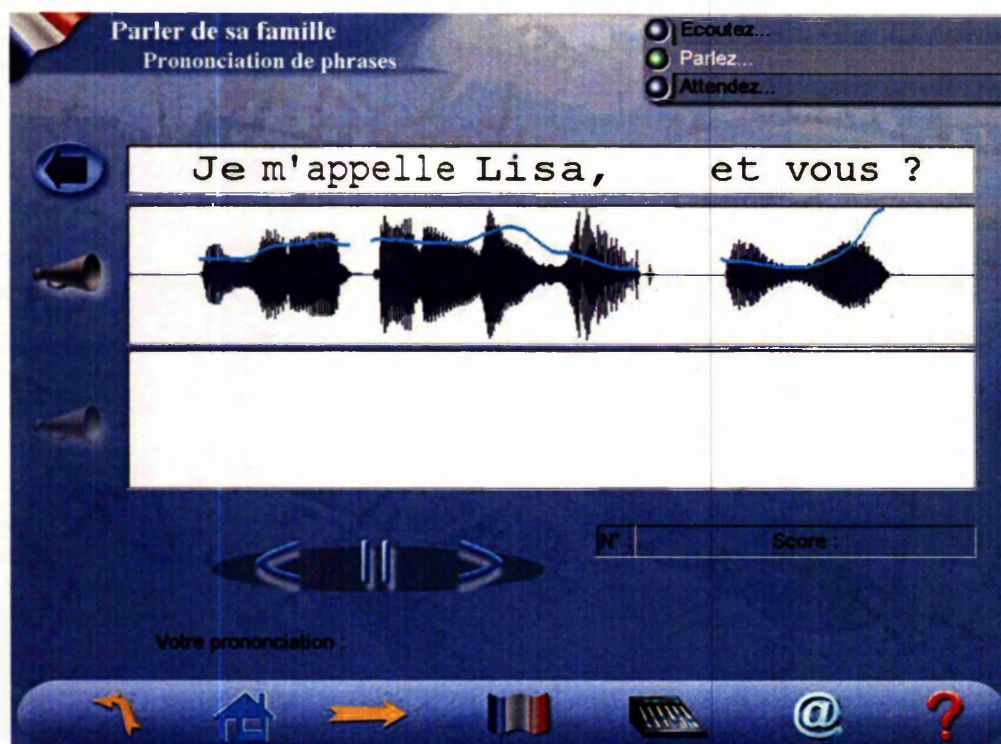 Parler de sa famille
Prononciation de phrases
Ecoutez...
Parlez...
Attendez...
Je m'appelle Lisa, et vous ?
N° : Score :
Votre prononciation :
@
?